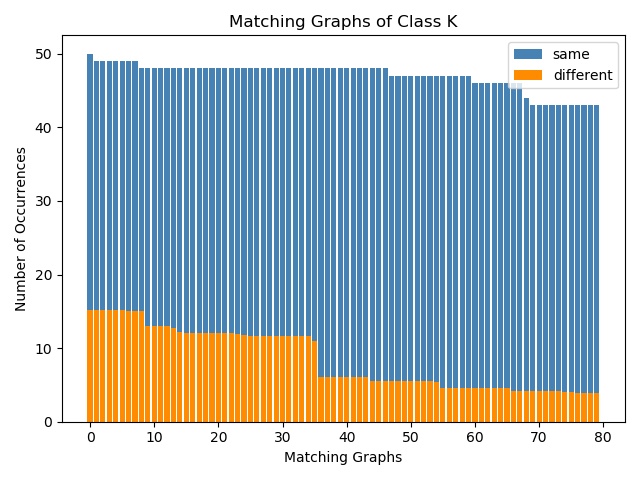 Matching Graphs of Class K
same
different
Number of Occurrences
50
40
30
20
10
0
0 10 20 30 40 50 60 70 80
Matching Graphs